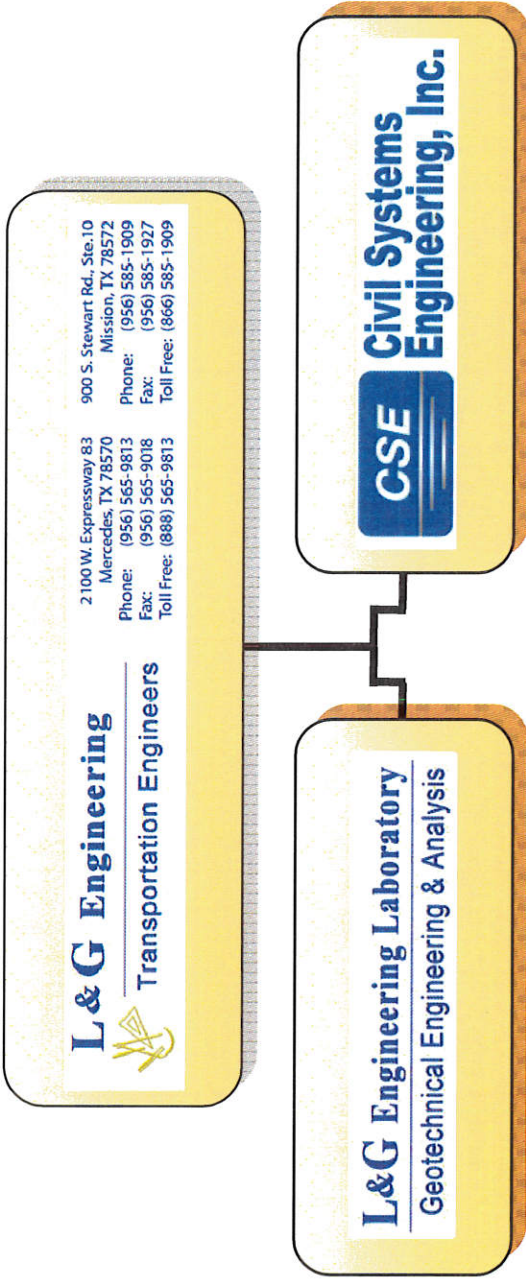 L & G Engineering
Transportation Engineers
2100 W. Expressway 83
Mercedes, TX 78570
Phone: (956) 565-9813
Fax: (956) 565-9018
Toll Free: (888) 565-9813
900 S. Stewart Rd., Ste.10
Mission, TX 78572
Phone: (956) 585-1909
Fax: (956) 585-1927
Toll Free: (866) 585-1909
L&G Engineering Laboratory
Geotechnical Engineering & Analysis
CSE
Civil Systems
Engineering, Inc.